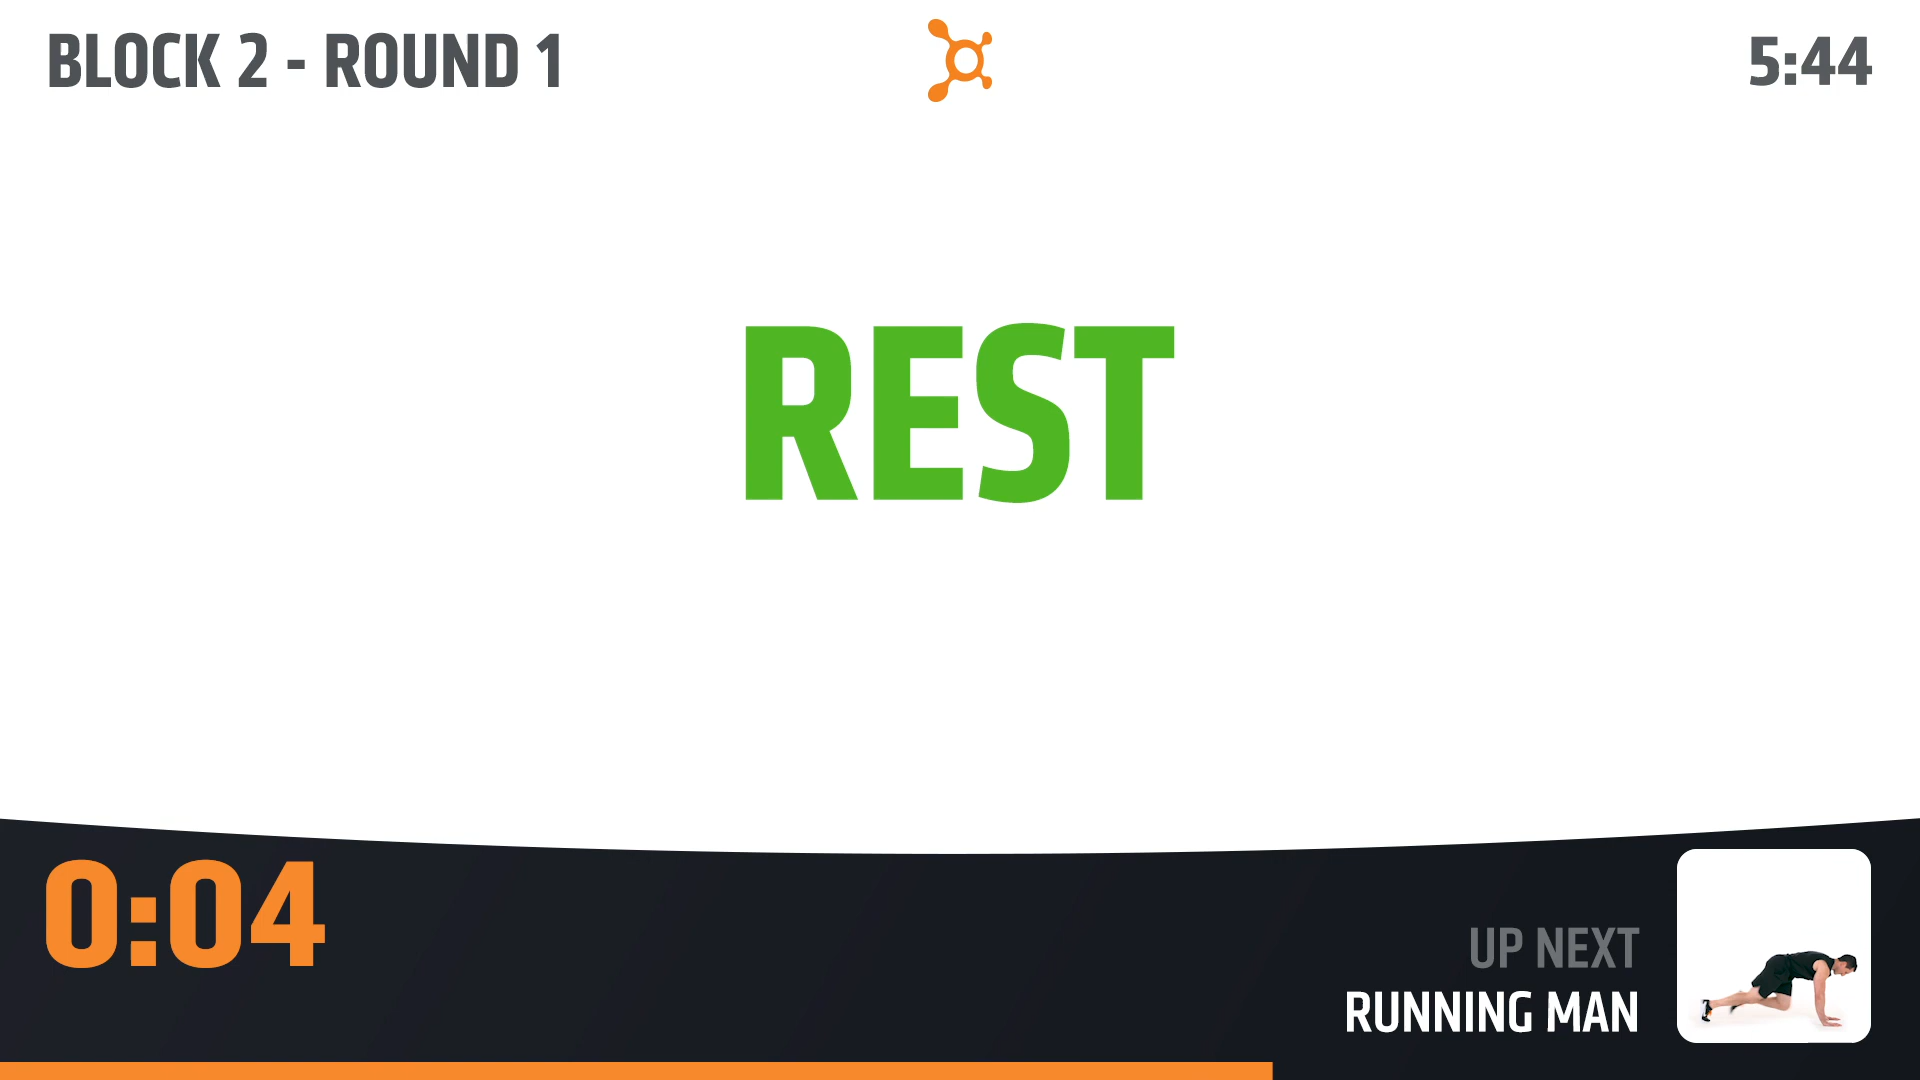 BLOCK 2 - ROUND 1
5:44
REST
0:04
UP NEXT
RUNNING MAN